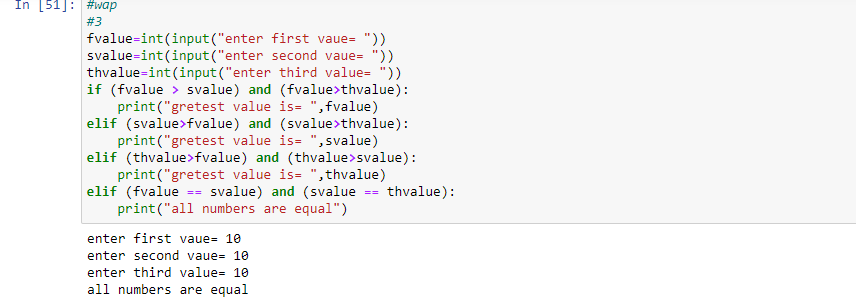 In [51]: #wap
#3
fvalue=int(input("enter first vaue= "))
svalue=int(input("enter second vaue= "))
thvalue=int(input("enter third value= "))
if (fvalue > svalue) and (fvalue>thvalue):
    print("gretest value is= ",fvalue)
elif (svalue>fvalue) and (svalue>thvalue):
    print("gretest value is= ",svalue)
elif (thvalue>fvalue) and (thvalue>svalue):
    print("gretest value is= ",thvalue)
elif (fvalue == svalue) and (svalue == thvalue):
    print("all numbers are equal")
enter first vaue= 10
enter second vaue= 10
enter third value= 10
all numbers are equal